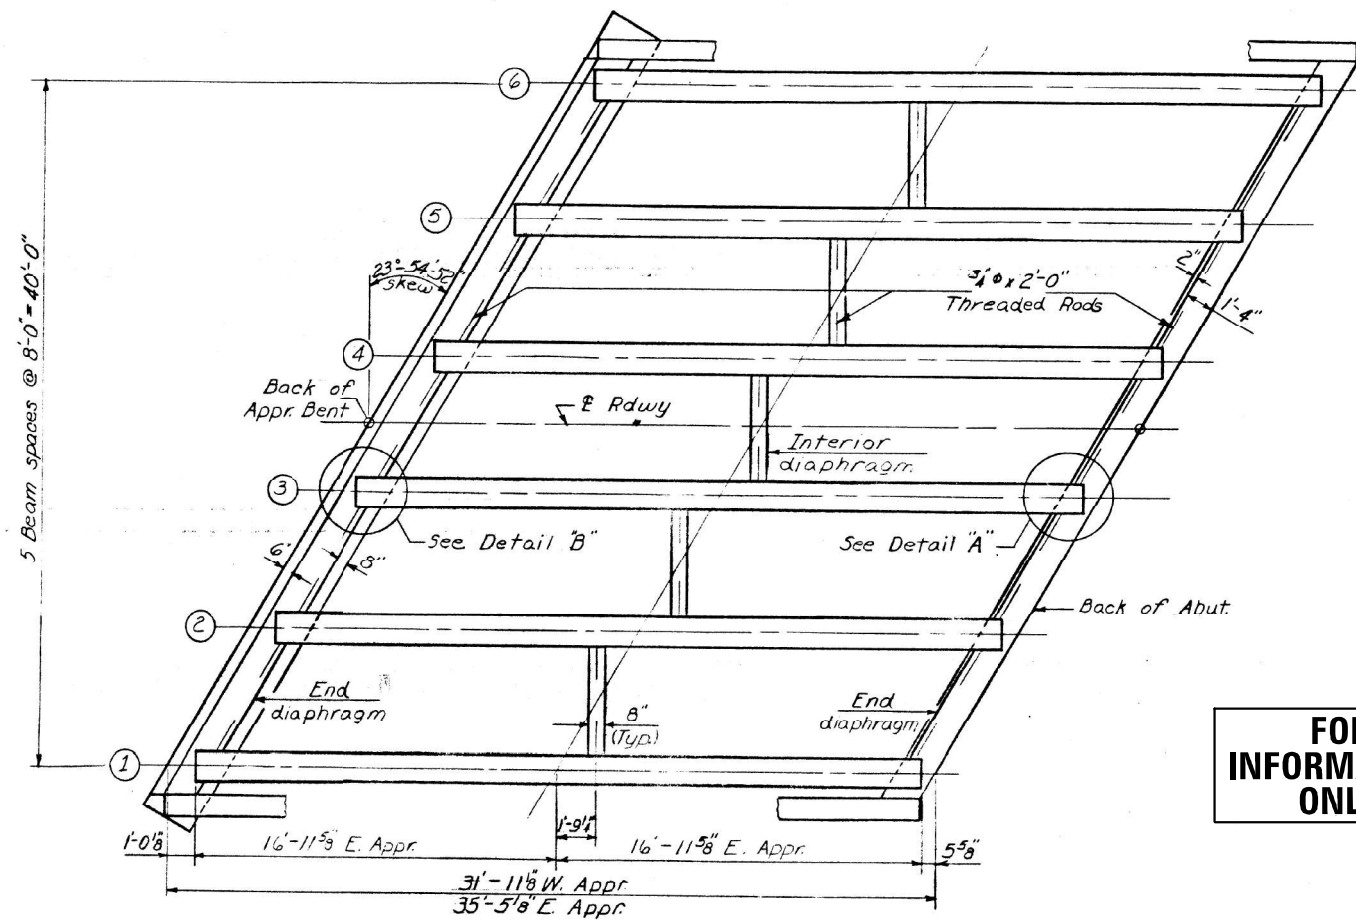 6
5
23°-54'-52"
skew
2"
3/4" φ x 2'-0"
Threaded Rods
1'-4"
5 Beam spaces @ 8'-0" = 40'-0"
4
Back of
Appr. Bent
℄ Rdwy
Interior
diaphragm
3
See Detail "B"
See Detail "A"
6"
8"
2
Back of Abut.
End
diaphragm
8"
(Typ.)
End
diaphragm
1
FOR
INFORMA
ONL
1'-9 1/4"
1'-0 1/8"
16'-11 5/8" E. Appr.
16'-11 5/8" E. Appr.
5 5/8"
31'-11 1/8" W. Appr.
35'-5 1/8" E. Appr.